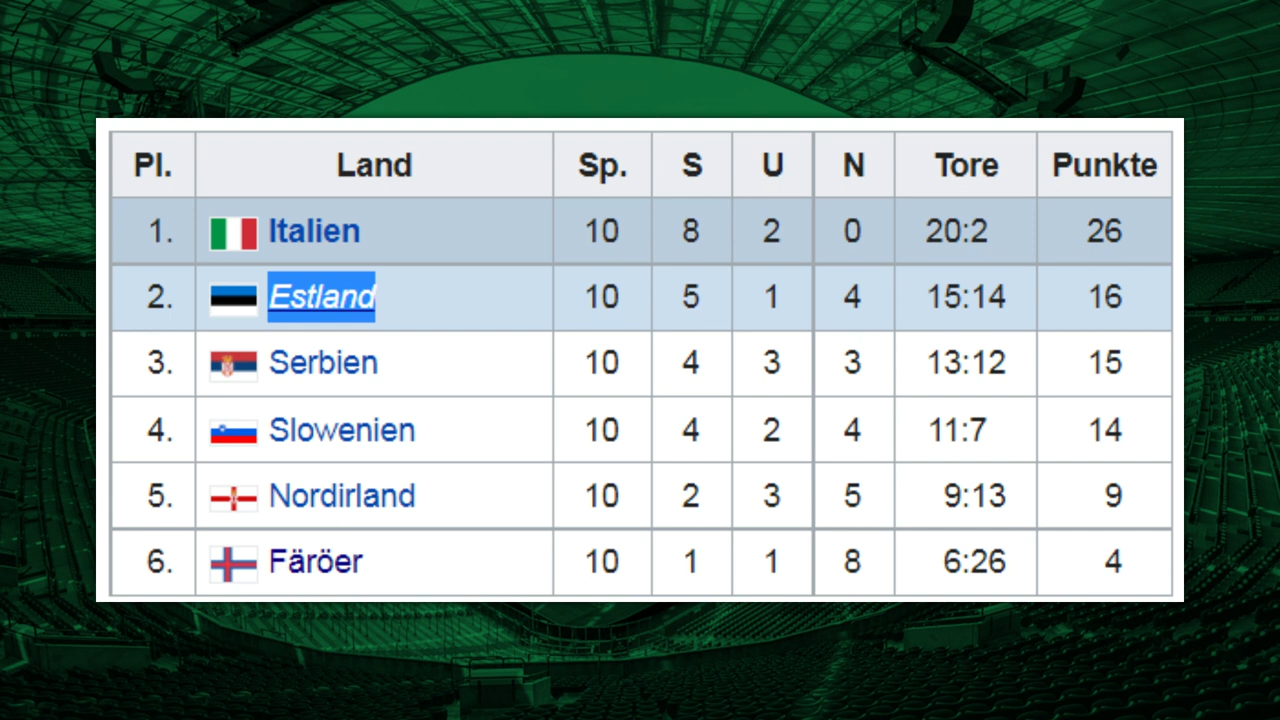 Pl. Land Sp. S U N Tore Punkte
1. Italien 10 8 2 0 20:2 26
2. Estland 10 5 1 4 15:14 16
3. Serbien 10 4 3 3 13:12 15
4. Slowenien 10 4 2 4 11:7 14
5. Nordirland 10 2 3 5 9:13 9
6. Färöer 10 1 1 8 6:26 4